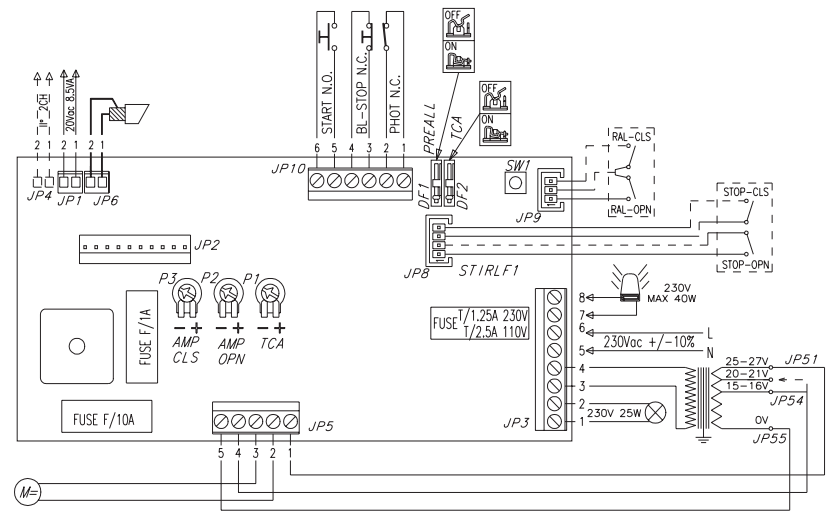 OFF
ON
OFF
ON
II° 2CH
20Vac 8.5VA
START N.O.
BL-STOP N.C.
PHOT N.C.
PREALL
TCA
2 1 2 1 2 1
6 5 4 3 2 1
JP4 JP1 JP6
JP10
DF1
DF2
SW1
JP9
RAL-CLS
RAL-OPN
STOP-CLS
STOP-OPN
JP2
JP8
STIRLF1
P3 P2 P1
- + - + - +
AMP CLS
AMP OPN
TCA
FUSE F/1A
FUSE F/10A
FUSE T/1.25A 230V
T/2.5A 110V
8
7
6
5
4
3
2
1
230V
MAX 40W
L
230Vac +/-10%
N
230V 25W
JP3
25-27V JP51
20-21V
15-16V JP54
0V
JP55
JP5
5 4 3 2 1
M=